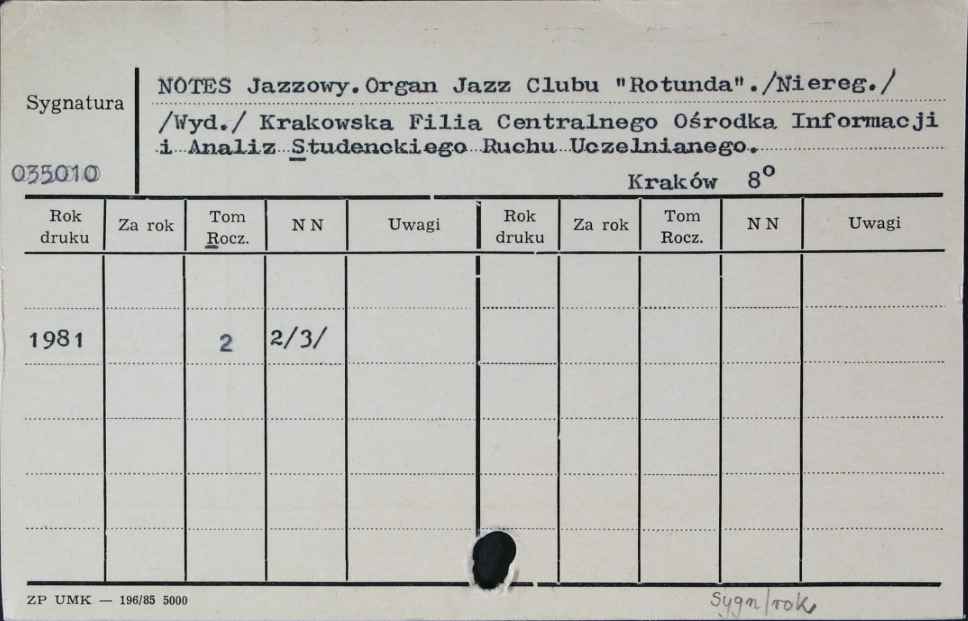 NOTES Jazzowy.Organ Jazz Clubu "Rotunda"./Niereg./
Sygnatura
/Wyd./ Krakowska Filia Centralnego Ośrodka Informacji
i Analiz Studenckiego Ruchu Uczelnianego.
035010
Kraków 8º
Rok druku Za rok Tom Rocz. N N Uwagi Rok druku Za rok Tom Rocz. N N Uwagi
1981 2 2/3/
ZP UMK — 196/85 5000
Sygn/rok